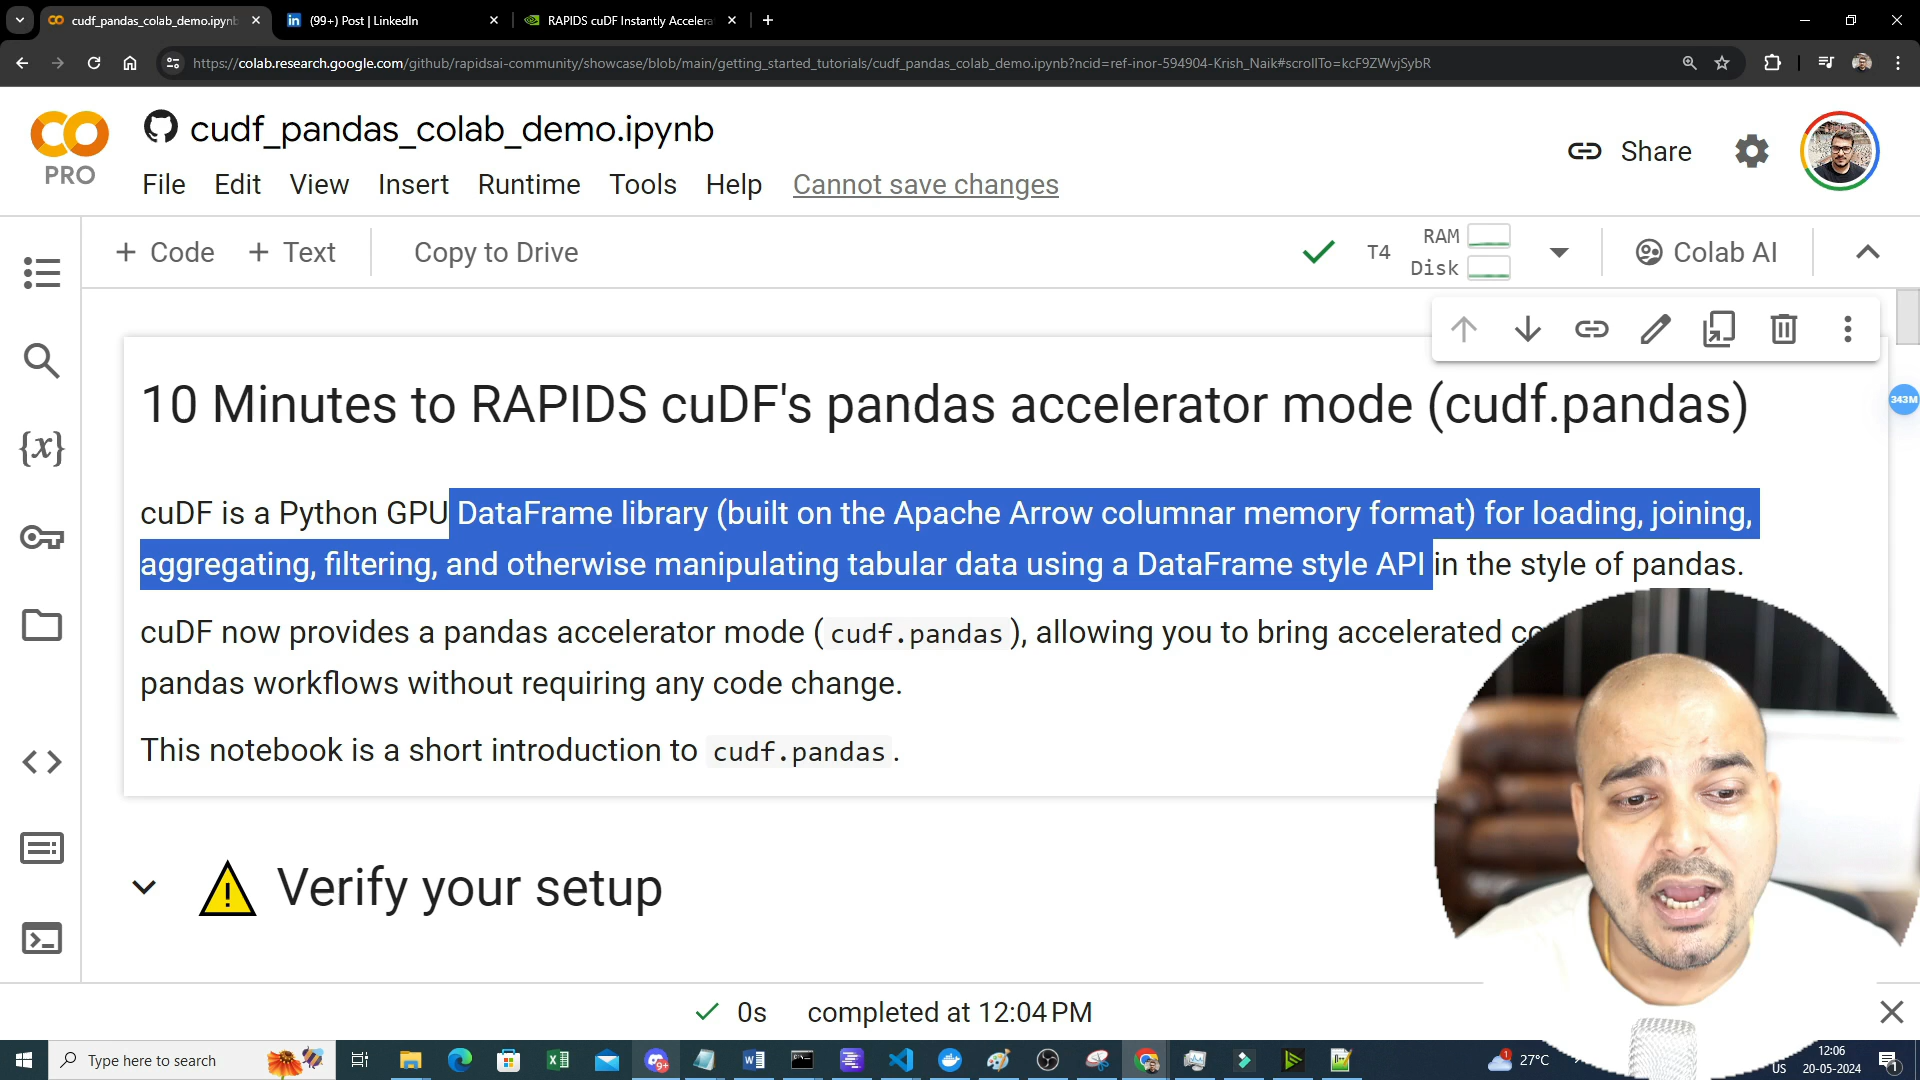 cudf_pandas_colab_demo.ipynb
(99+) Post | LinkedIn
RAPIDS cuDF Instantly Accelera
https://colab.research.google.com/github/rapidsai-community/showcase/blob/main/getting_started_tutorials/cudf_pandas_colab_demo.ipynb?ncid=ref-inor-594904-Krish_Naik#scrollTo=kcF9ZWvjSybR
PRO
cudf_pandas_colab_demo.ipynb
File Edit View Insert Runtime Tools Help Cannot save changes
Share
+ Code + Text Copy to Drive
T4
RAM
Disk
Colab AI
10 Minutes to RAPIDS cuDF's pandas accelerator mode (cudf.pandas)
343M
{x}
cuDF is a Python GPU DataFrame library (built on the Apache Arrow columnar memory format) for loading, joining,
aggregating, filtering, and otherwise manipulating tabular data using a DataFrame style API in the style of pandas.
cuDF now provides a pandas accelerator mode (cudf.pandas), allowing you to bring accelerated
pandas workflows without requiring any code change.
This notebook is a short introduction to cudf.pandas.
Verify your setup
0s completed at 12:04 PM
Type here to search
9+
1
27°C
US
12:06
20-05-2024
1